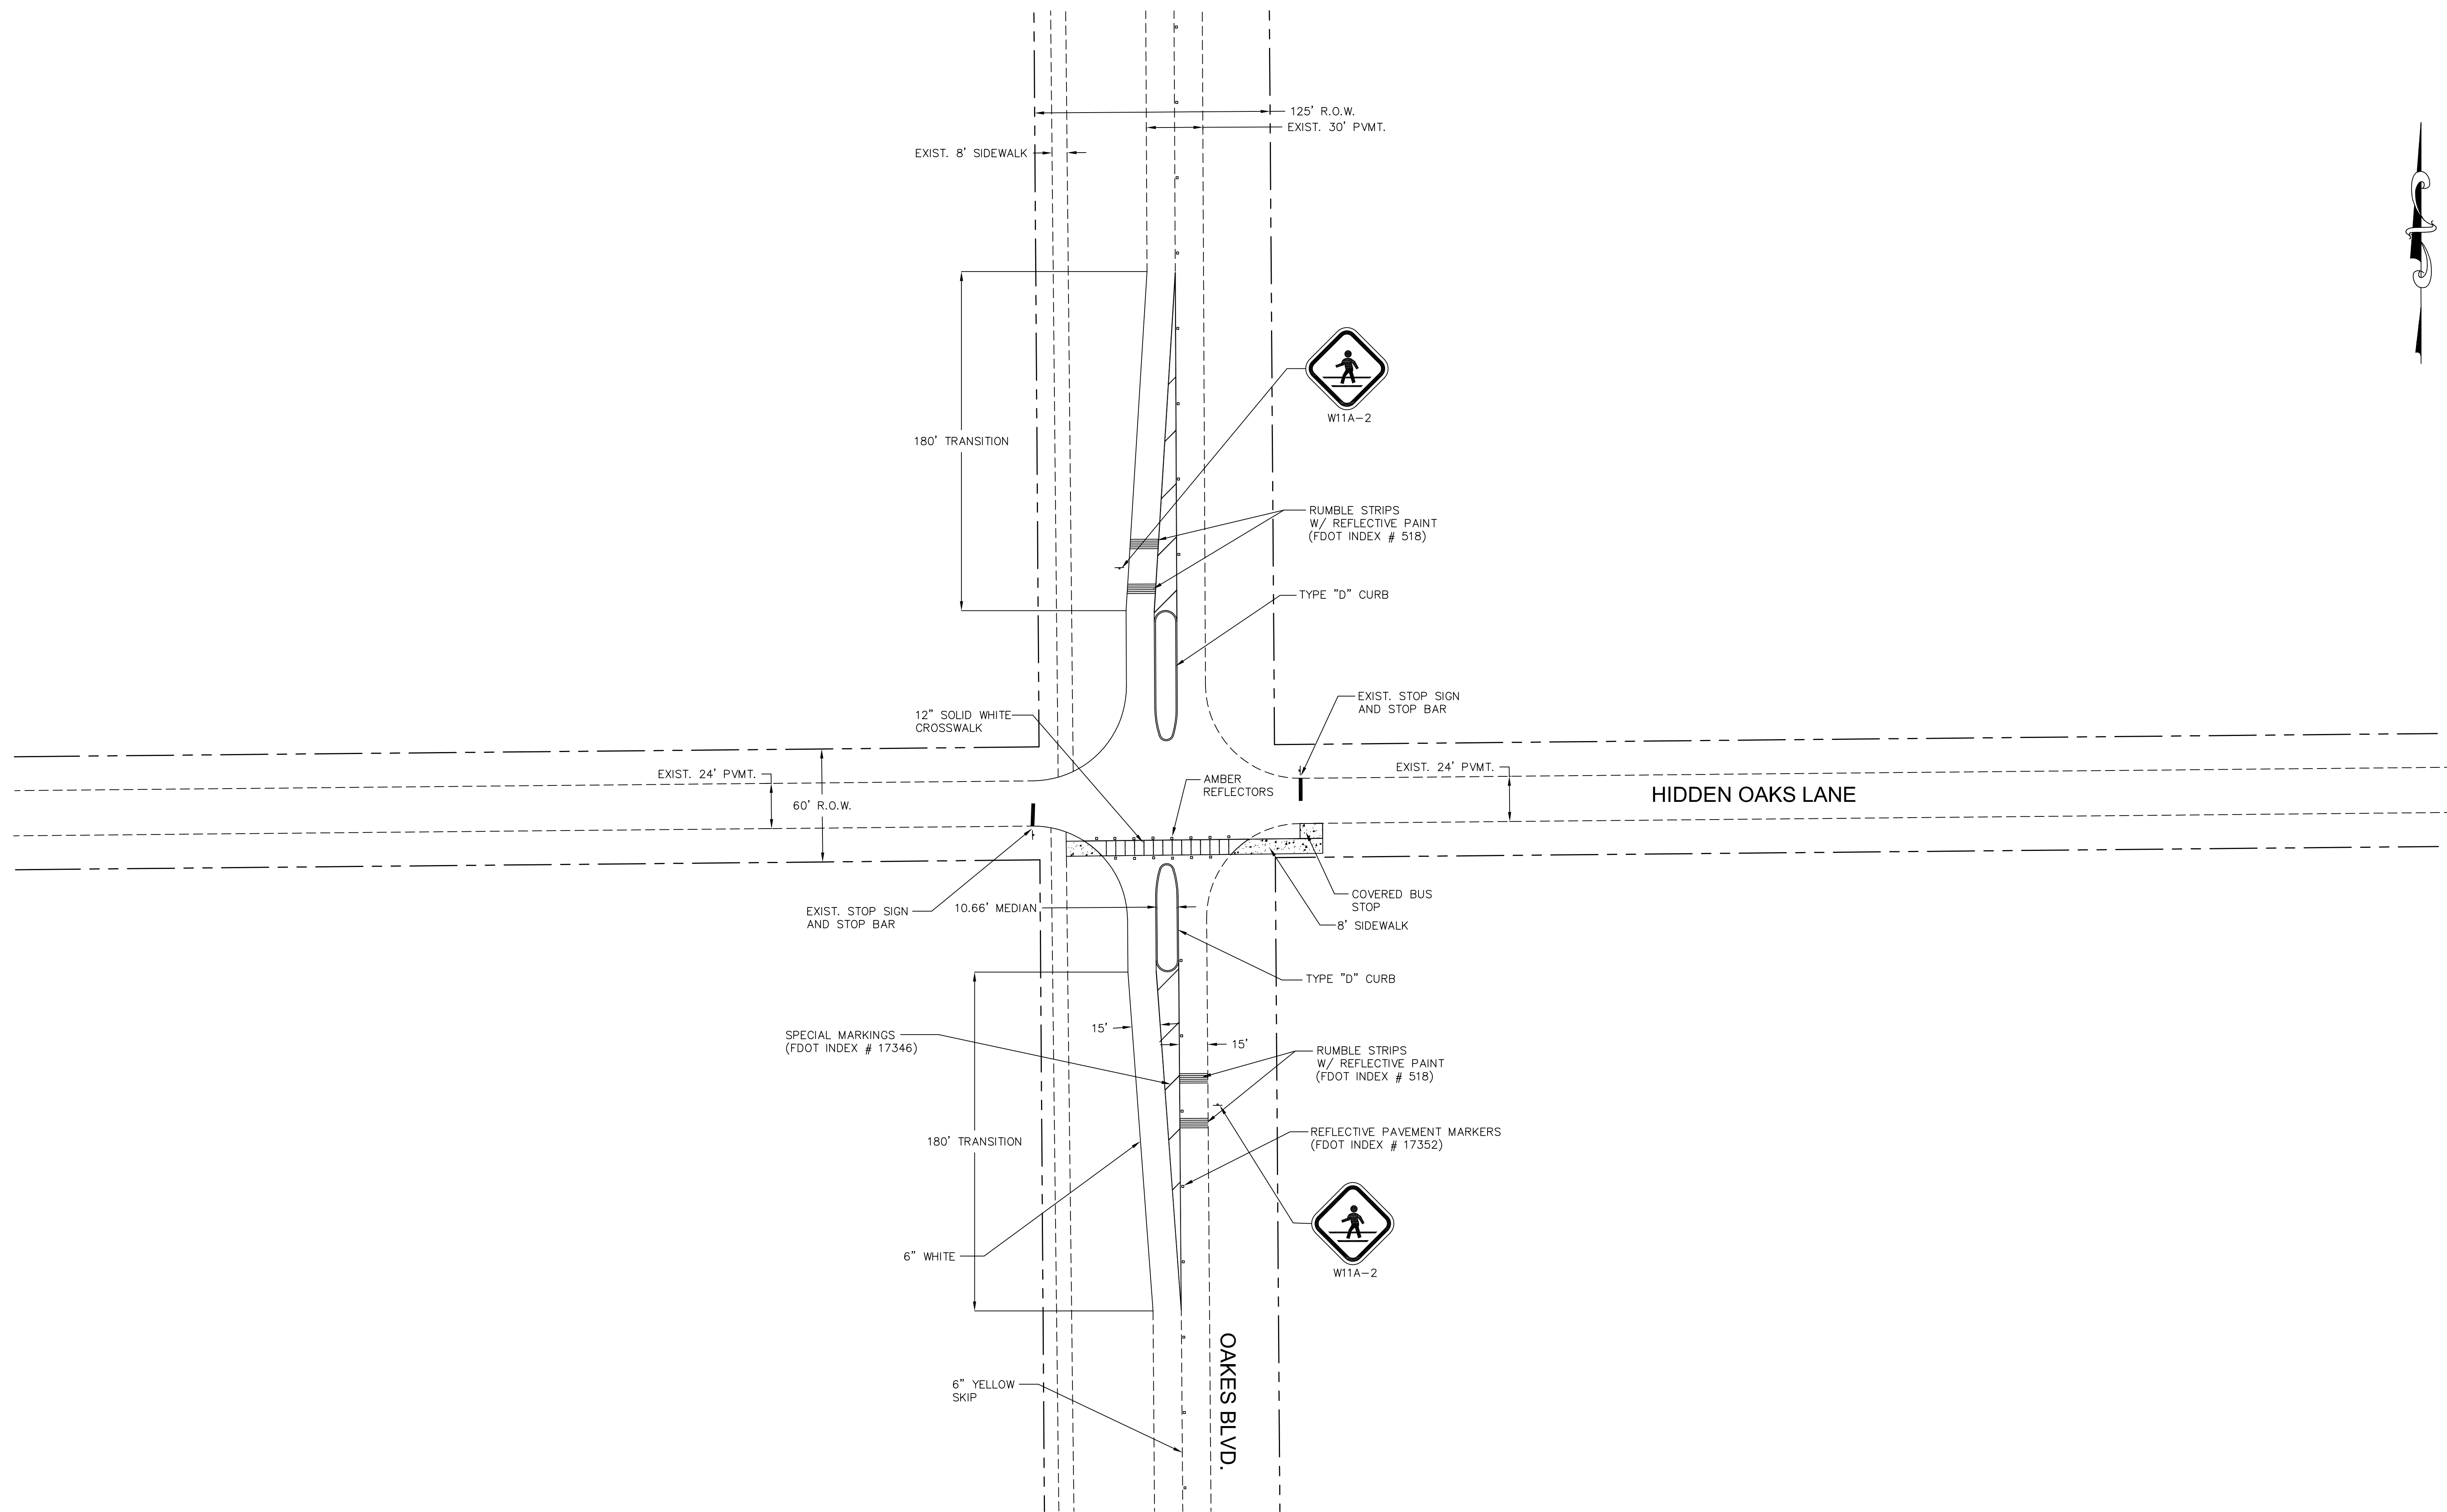 125' R.O.W.
EXIST. 30' PVMT.
EXIST. 8' SIDEWALK
W11A-2
180' TRANSITION
RUMBLE STRIPS
W/ REFLECTIVE PAINT
(FDOT INDEX # 518)
TYPE "D" CURB
EXIST. STOP SIGN
AND STOP BAR
12" SOLID WHITE
CROSSWALK
EXIST. 24' PVMT.
60' R.O.W.
AMBER
REFLECTORS
EXIST. 24' PVMT.
HIDDEN OAKS LANE
EXIST. STOP SIGN
AND STOP BAR
10.66' MEDIAN
COVERED BUS
STOP
8' SIDEWALK
TYPE "D" CURB
SPECIAL MARKINGS
(FDOT INDEX # 17346)
15'
15'
RUMBLE STRIPS
W/ REFLECTIVE PAINT
(FDOT INDEX # 518)
180' TRANSITION
REFLECTIVE PAVEMENT MARKERS
(FDOT INDEX # 17352)
6" WHITE
W11A-2
6" YELLOW
SKIP
OAKES BLVD.